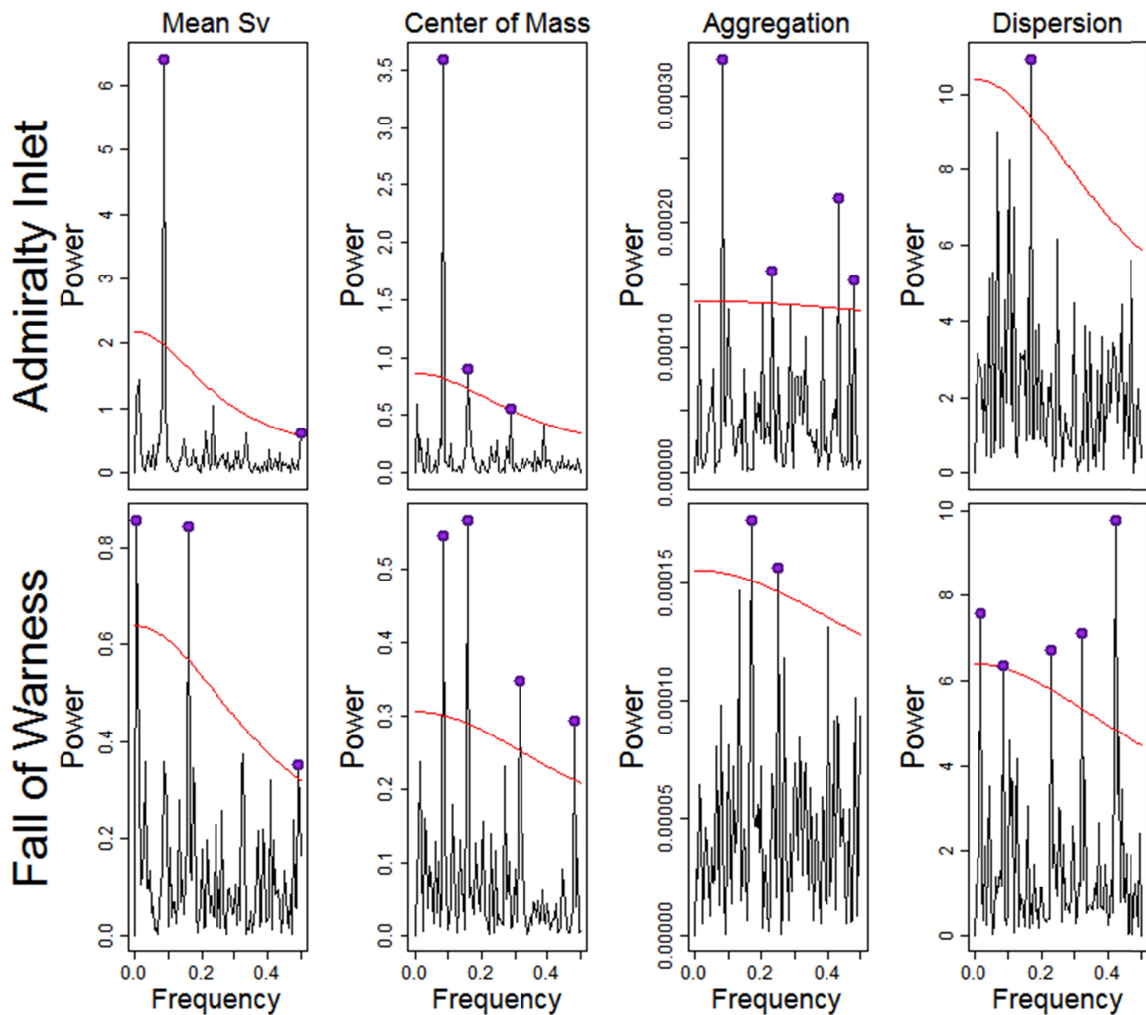 Mean Sv
Center of Mass
Aggregation
Dispersion
Admiralty Inlet
Power
0 1 2 3 4 5 6
Power
0.0 0.5 1.0 1.5 2.0 2.5 3.0 3.5
Power
0.00000 0.00010 0.00020 0.00030
Power
0 2 4 6 8 10
Fall of Warness
Power
0.0 0.2 0.4 0.6 0.8
Power
0.0 0.1 0.2 0.3 0.4 0.5
Power
0.00000 0.00005 0.00010 0.00015
Power
0 2 4 6 8 10
0.0 0.2 0.4
0.0 0.2 0.4
0.0 0.2 0.4
0.0 0.2 0.4
Frequency
Frequency
Frequency
Frequency